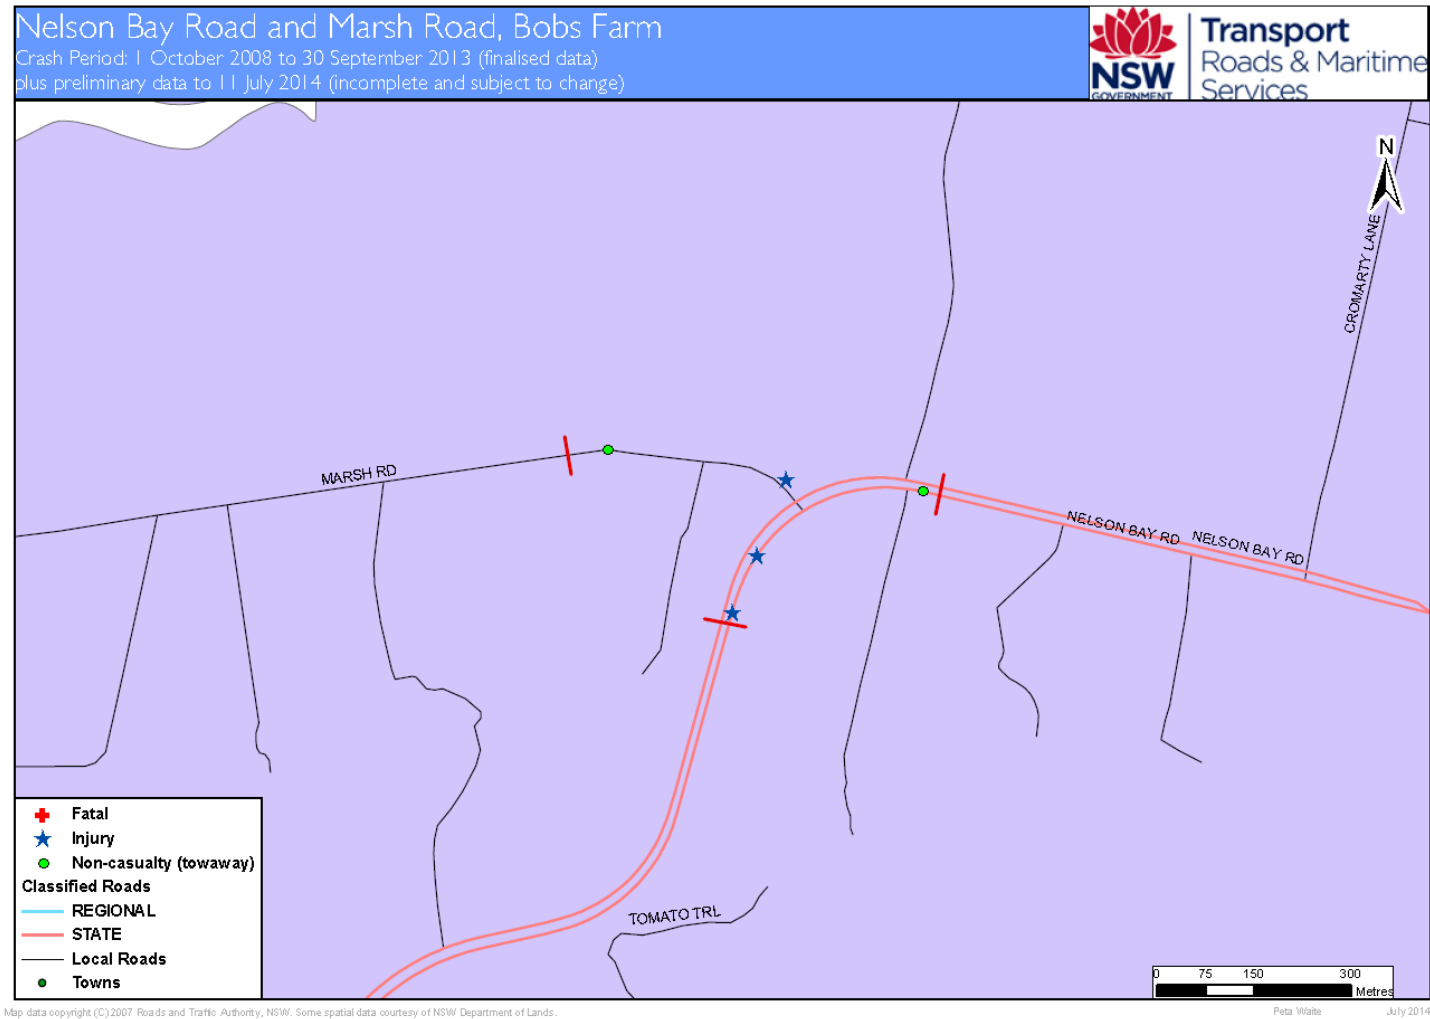 Nelson Bay Road and Marsh Road, Bobs Farm
Crash Period: 1 October 2008 to 30 September 2013 (finalised data)
plus preliminary data to 11 July 2014 (incomplete and subject to change)
NSW
GOVERNMENT
Transport
Roads & Maritime
Services
N
CROMARTY LANE
MARSH RD
NELSON BAY RD
NELSON BAY RD
TOMATO TRL
Fatal
Injury
Non-casualty (towaway)
Classified Roads
REGIONAL
STATE
Local Roads
Towns
0 75 150 300
Metres
Map data copyright (C)2007 Roads and Traffic Authority, NSW. Some spatial data courtesy of NSW Department of Lands.
Peta Waite July 2014